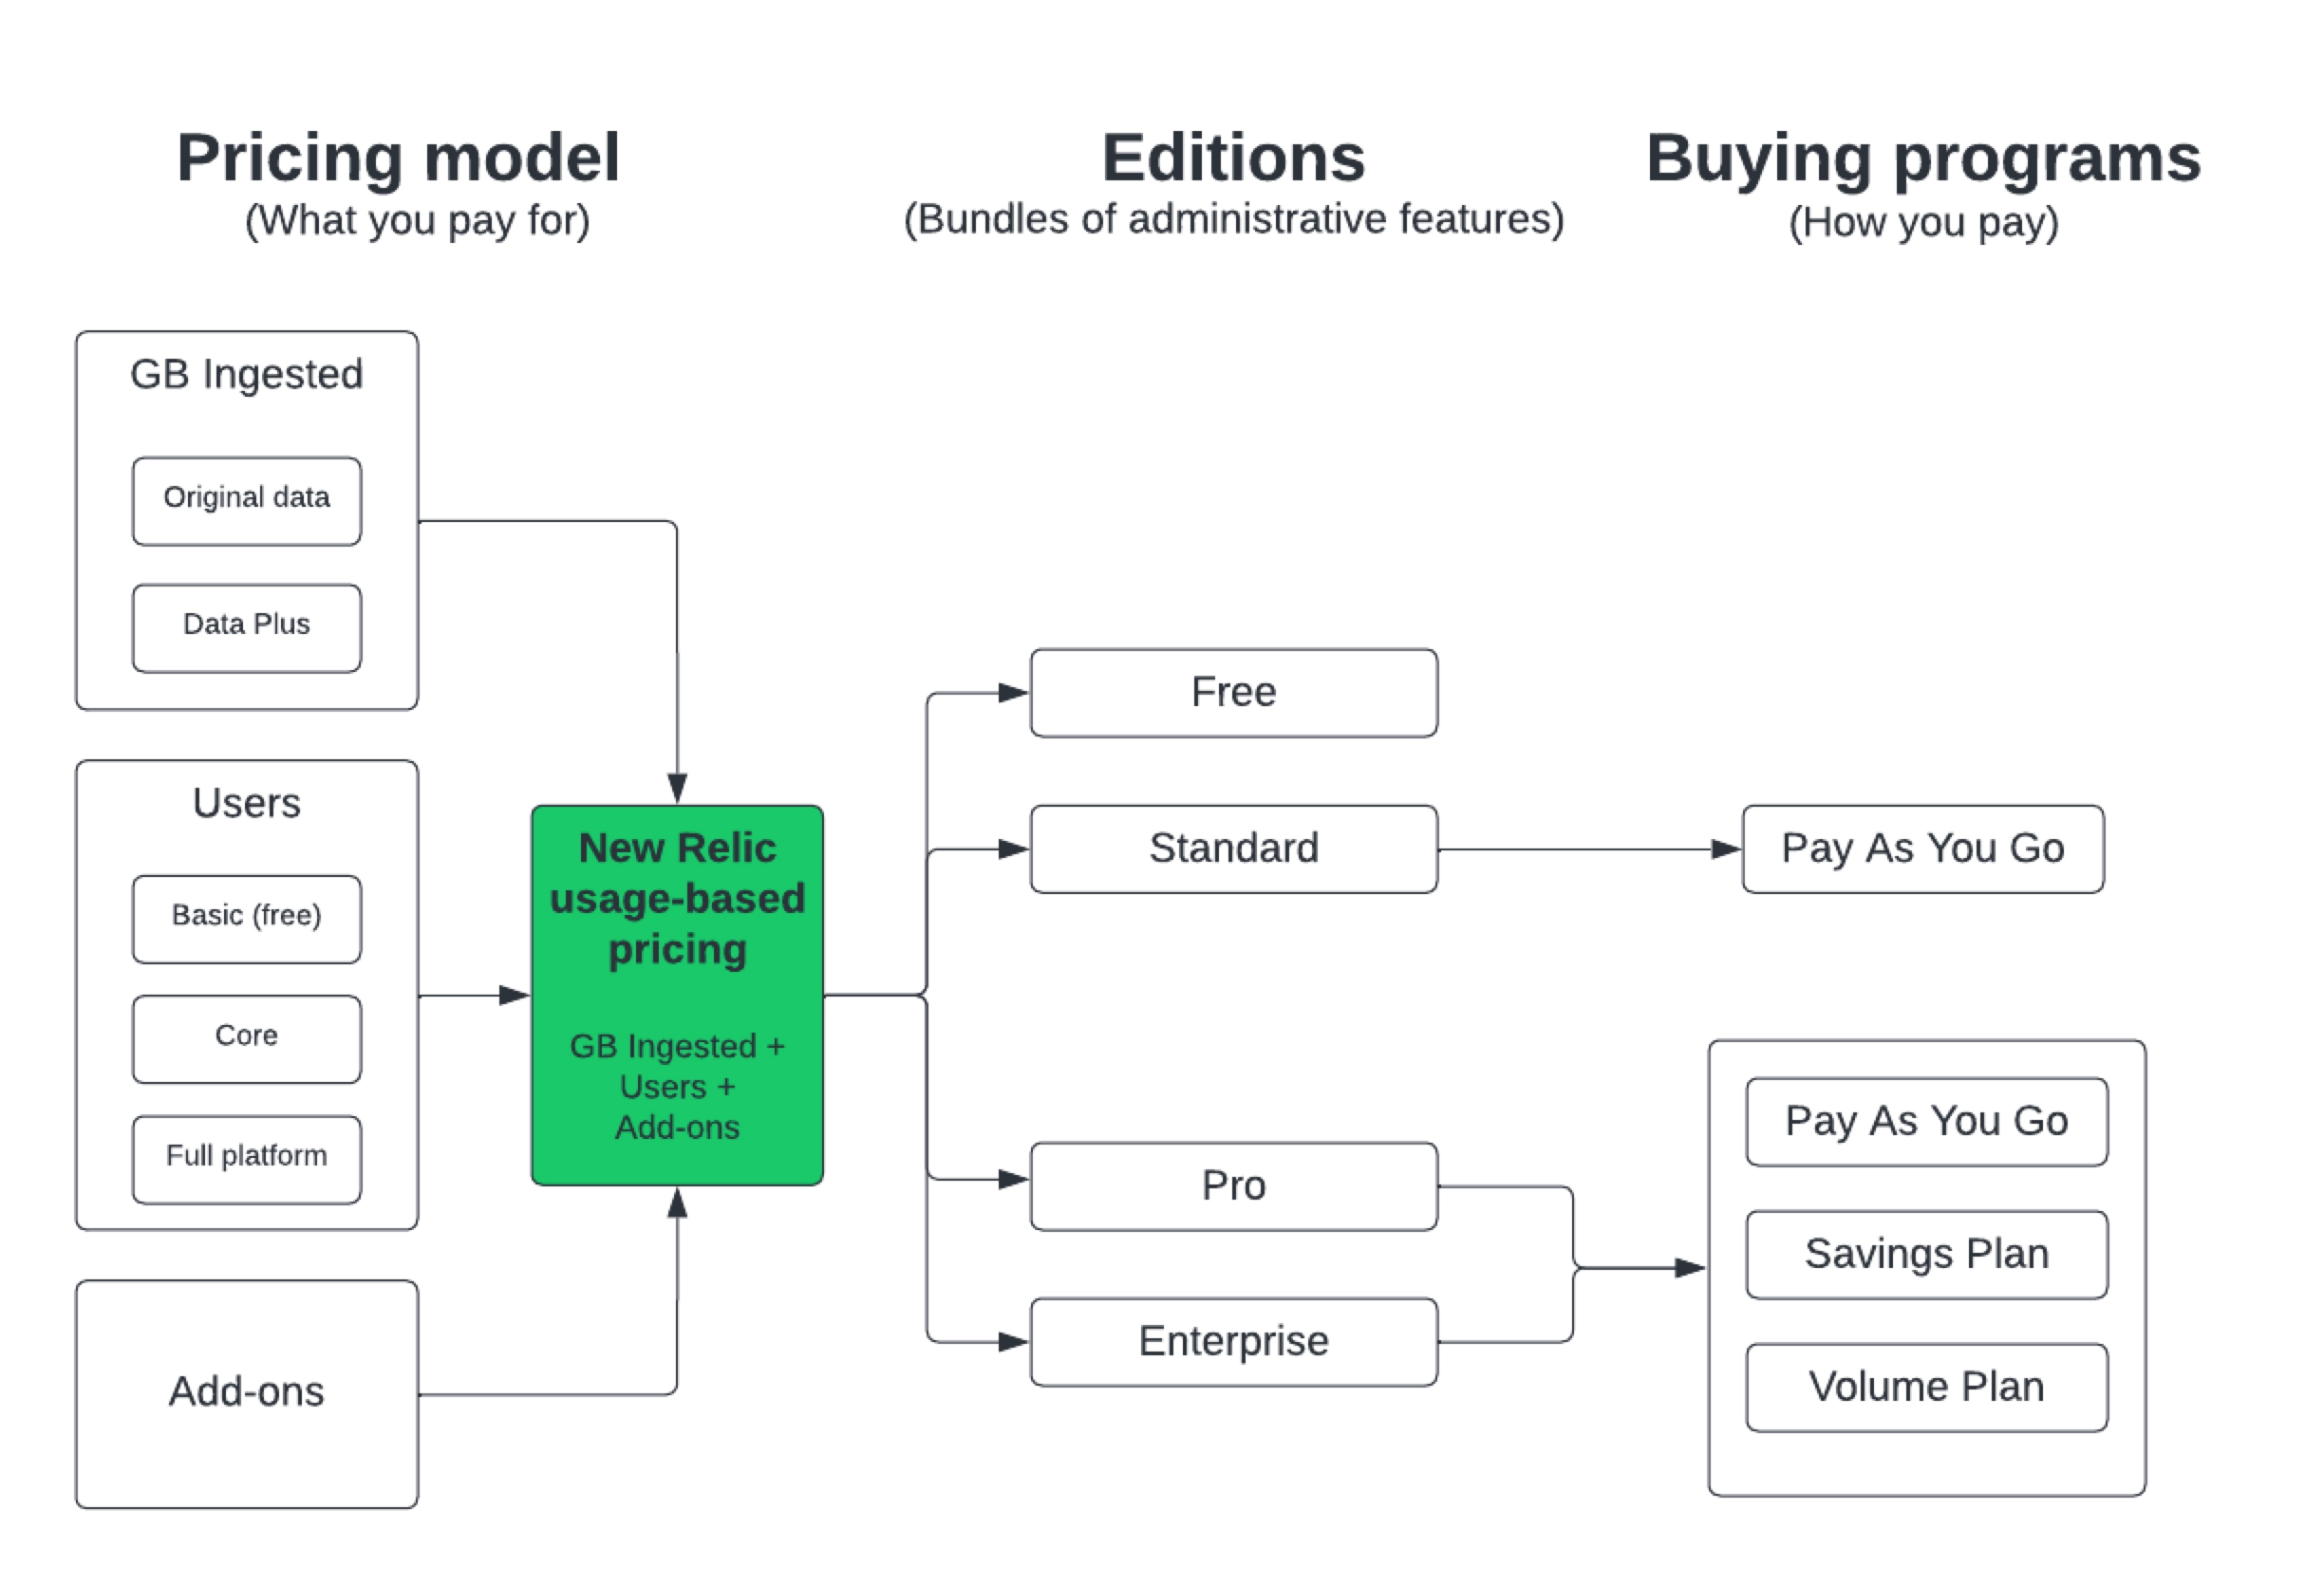 Pricing model
(What you pay for)
Editions
(Bundles of administrative features)
Buying programs
(How you pay)
GB Ingested
Original data
Data Plus
Users
Basic (free)
Core
Full platform
Add-ons
New Relic
usage-based
pricing
GB Ingested +
Users +
Add-ons
Free
Standard
Pro
Enterprise
Pay As You Go
Pay As You Go
Savings Plan
Volume Plan